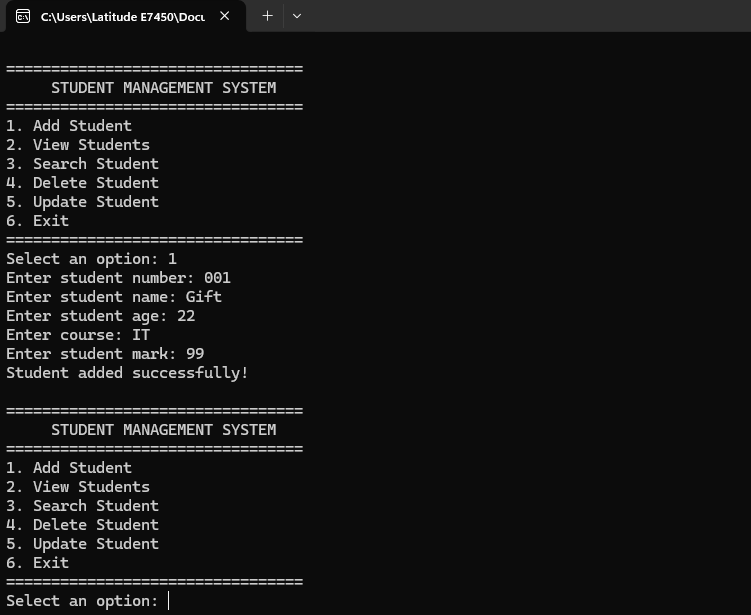 C:\Users\Latitude E7450\Docu
=================================
STUDENT MANAGEMENT SYSTEM
=================================
1. Add Student
2. View Students
3. Search Student
4. Delete Student
5. Update Student
6. Exit
=================================
Select an option: 1
Enter student number: 001
Enter student name: Gift
Enter student age: 22
Enter course: IT
Enter student mark: 99
Student added successfully!
=================================
STUDENT MANAGEMENT SYSTEM
=================================
1. Add Student
2. View Students
3. Search Student
4. Delete Student
5. Update Student
6. Exit
=================================
Select an option: